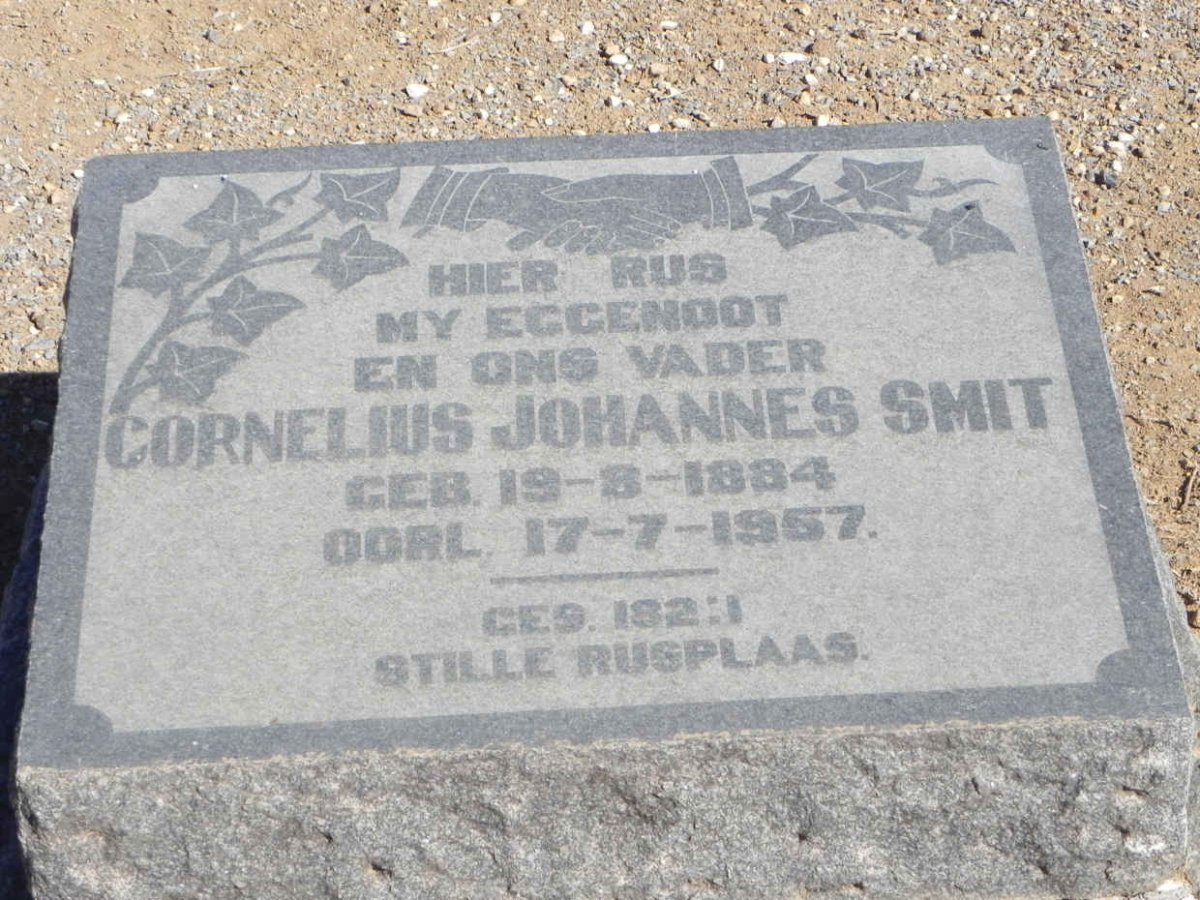 HIER RUS
MY EGGENOOT
EN ONS VADER
CORNELIUS JOHANNES SMIT
GEB. 19-8-1884
OORL. 17-7-1957.
GES. 182:1
STILLE RUSPLAAS.